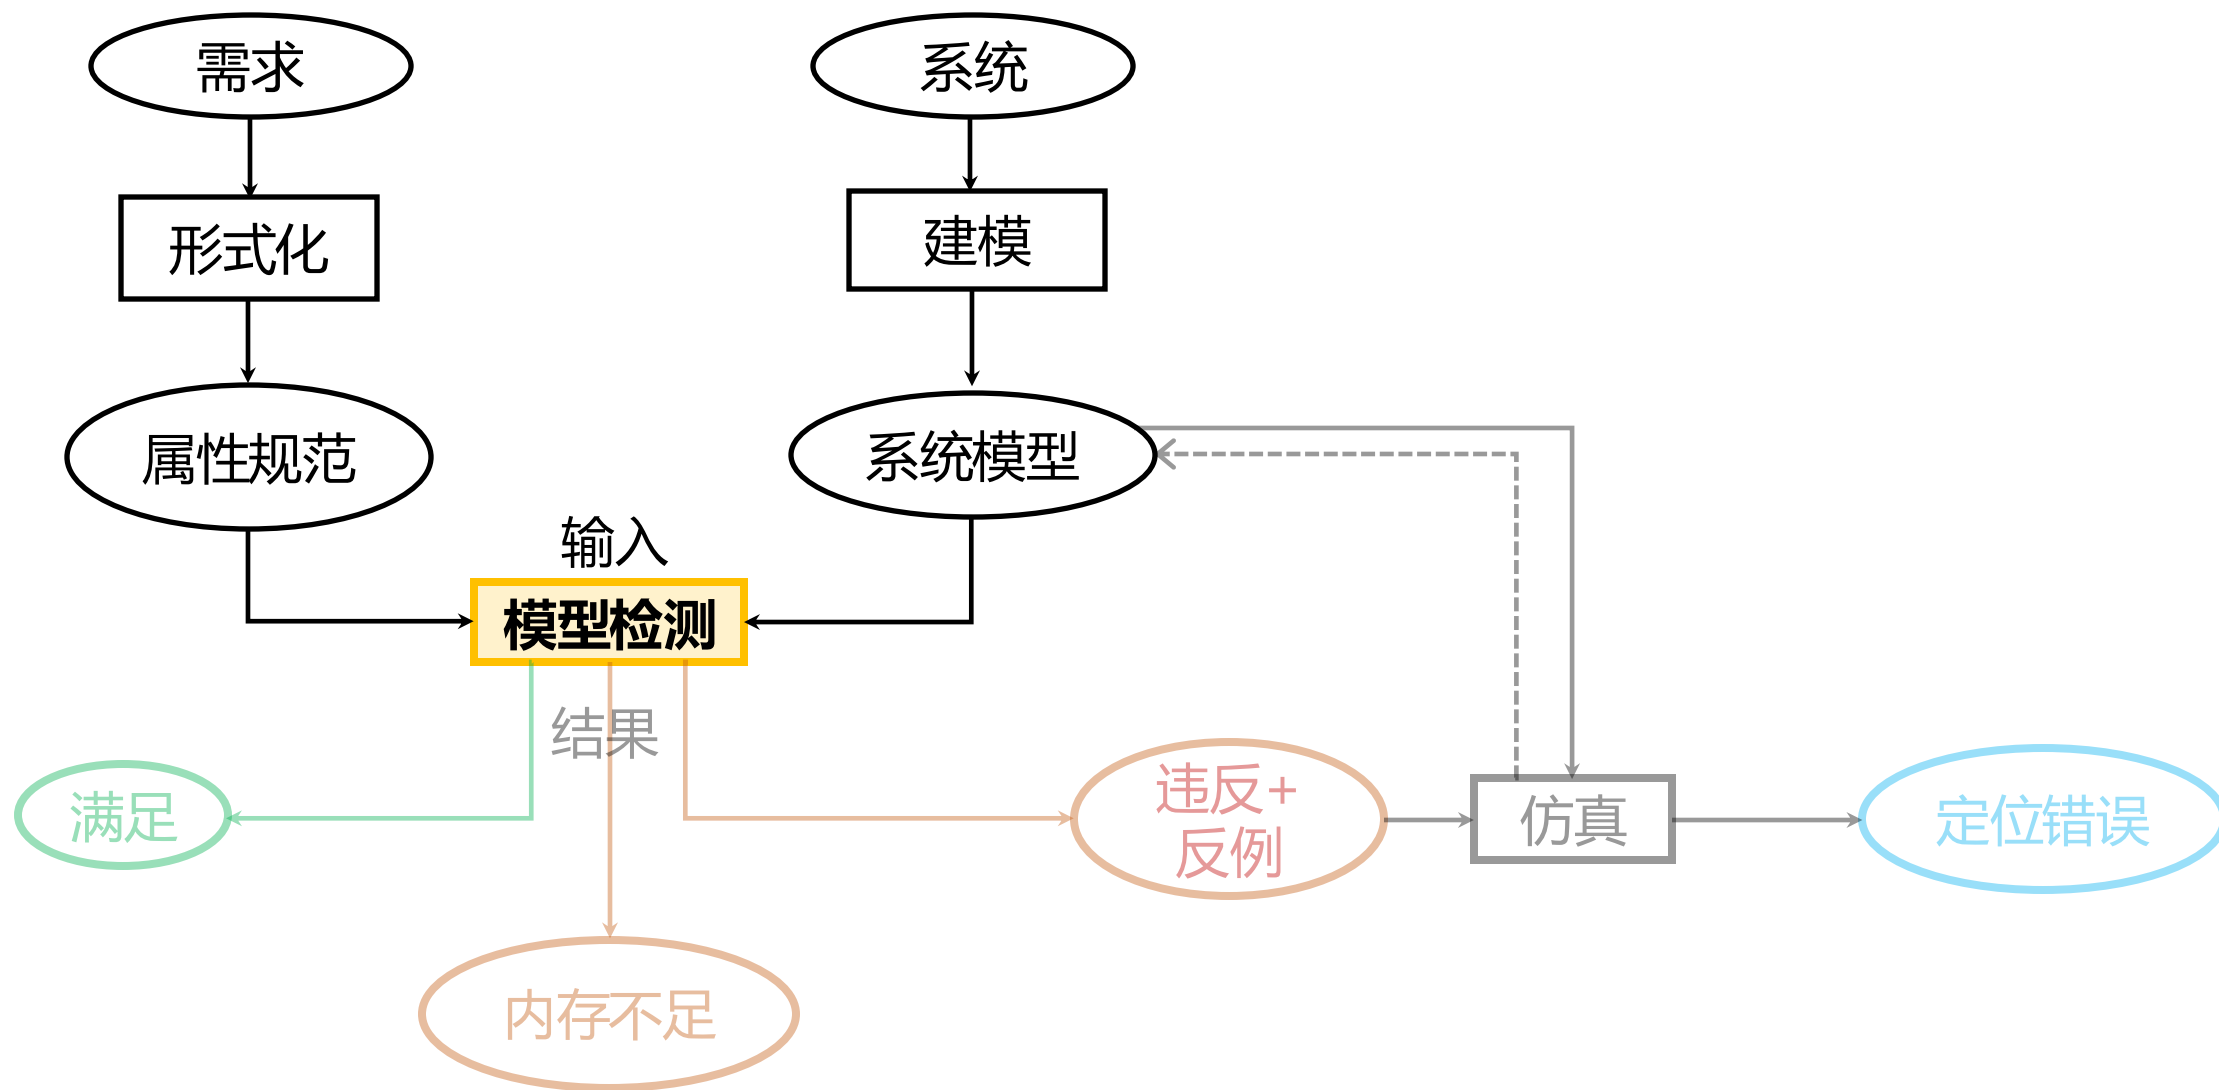 需求
系统
形式化
建模
属性规范
系统模型
输入
模型检测
结果
满足
违反+
反例
仿真
定位错误
内存不足